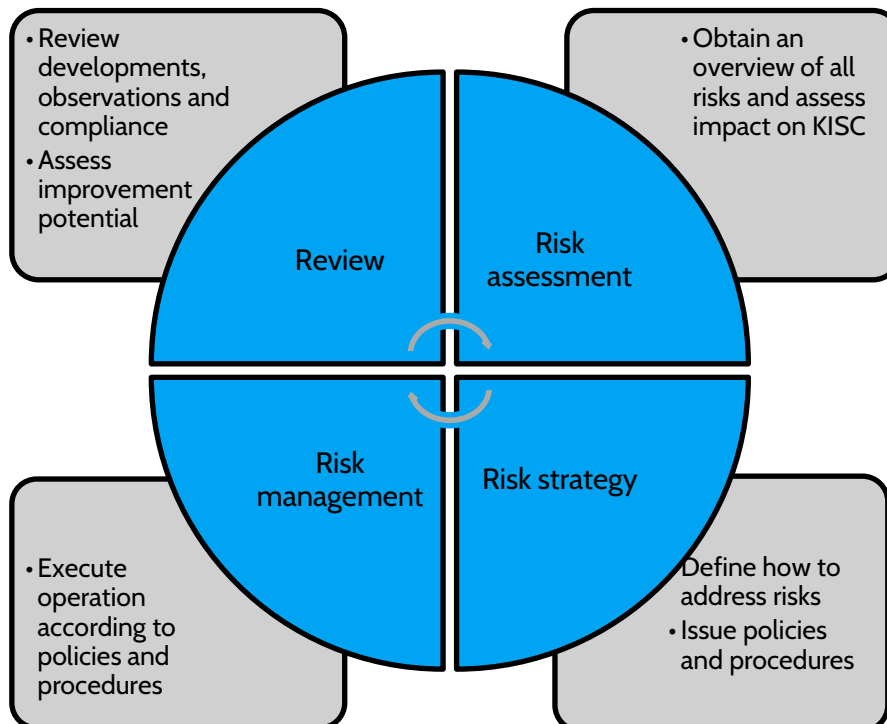 • Review
developments,
observations and
compliance
• Assess
improvement
potential
• Obtain an
overview of all
risks and assess
impact on KISC
Review
Risk
assessment
Risk
management
Risk strategy
• Execute
operation
according to
policies and
procedures
Define how to
address risks
• Issue policies
and procedures